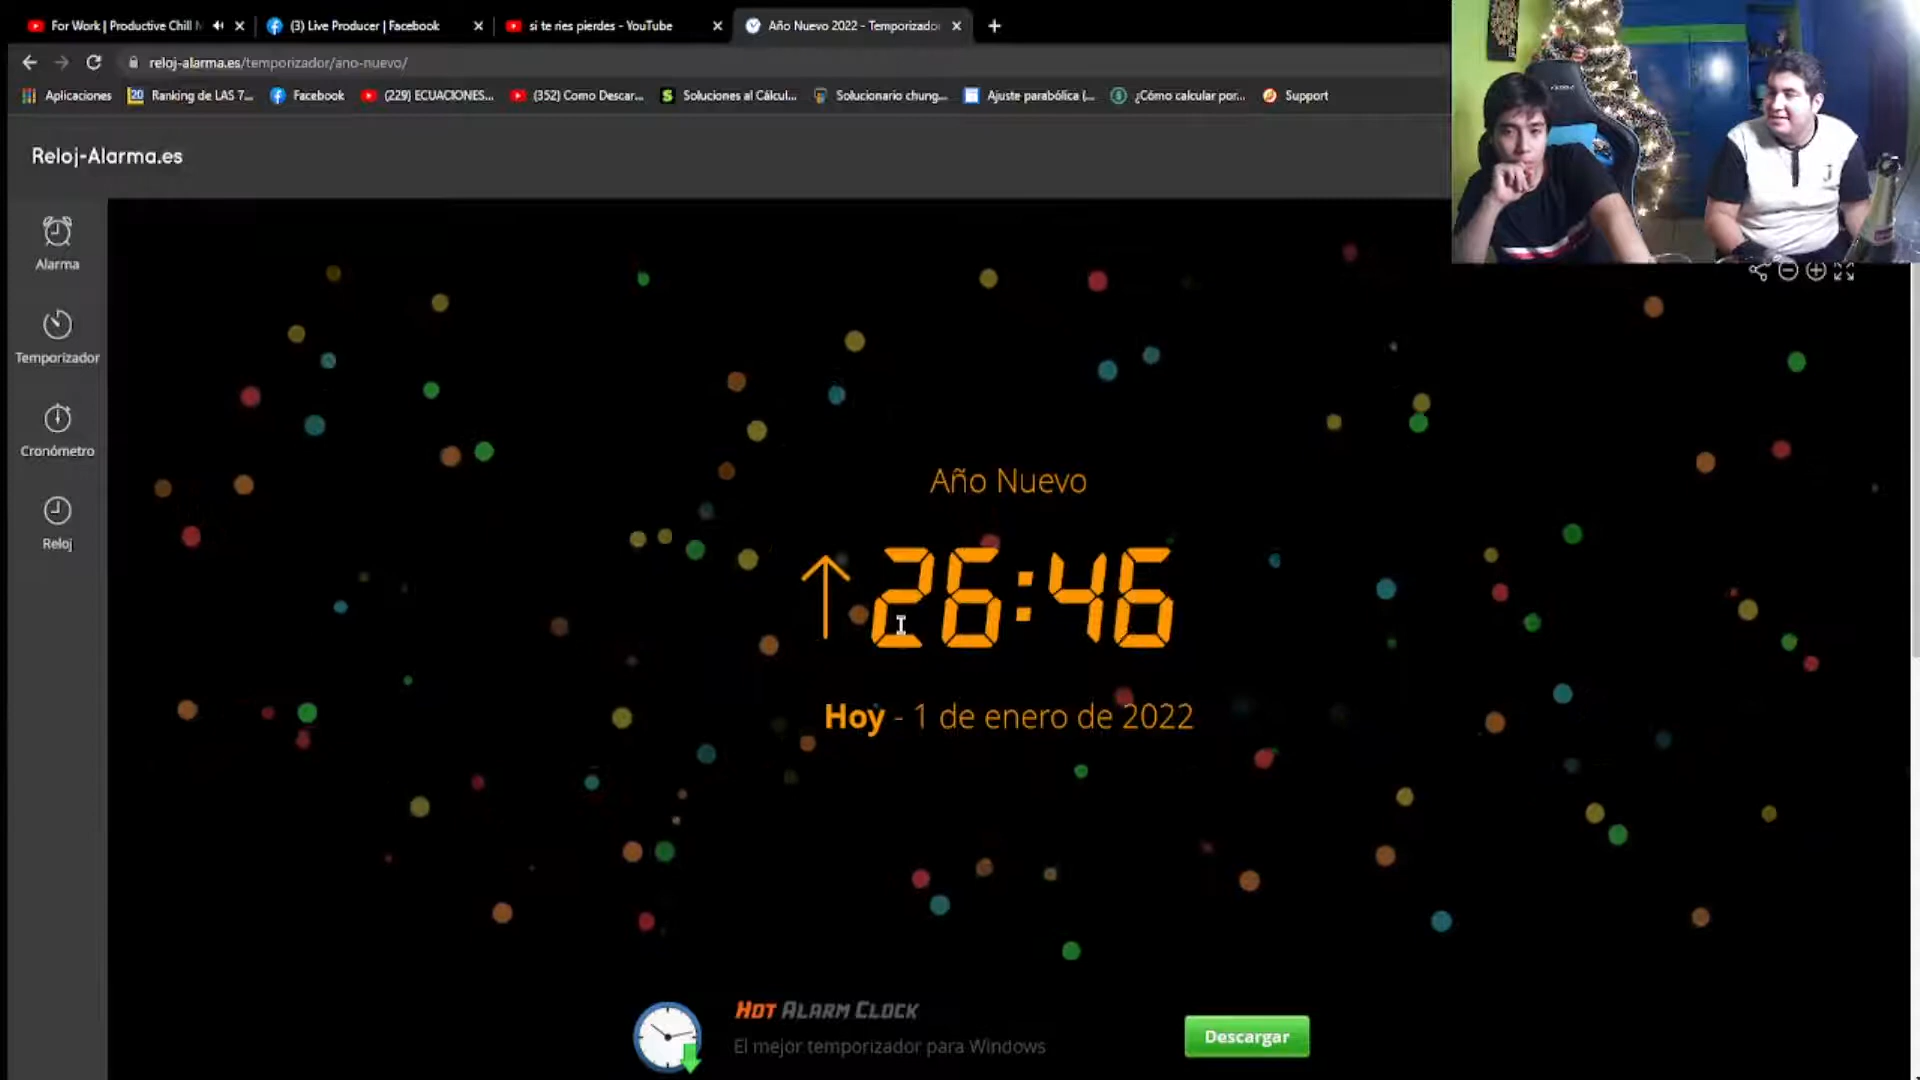 For Work | Productive Chill
(3) Live Producer | Facebook
si te ries pierdes - YouTube
Año Nuevo 2022 - Temporizado
reloj-alarma.es/temporizador/ano-nuevo/
Aplicaciones
Ranking de LAS 7...
Facebook
(229) ECUACIONES...
(352) Como Descar...
Soluciones al Cálcul...
Solucionario chung...
Ajuste parabólica (...
¿Cómo calcular por...
Support
Reloj-Alarma.es
Alarma
Temporizador
Cronómetro
Reloj
Año Nuevo
↑26:46
Hoy - 1 de enero de 2022
HOT ALARM CLOCK
El mejor temporizador para Windows
Descargar